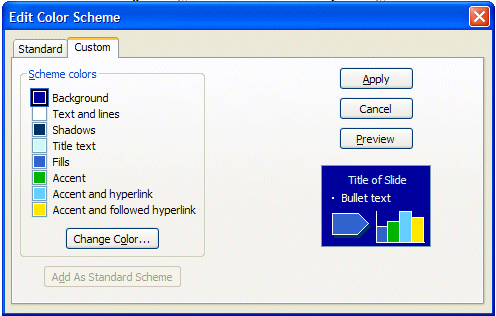 Edit Color Scheme
Standard
Custom
Scheme colors
Background
Text and lines
Shadows
Title text
Fills
Accent
Accent and hyperlink
Accent and followed hyperlink
Change Color...
Add As Standard Scheme
Apply
Cancel
Preview
Title of Slide
• Bullet text